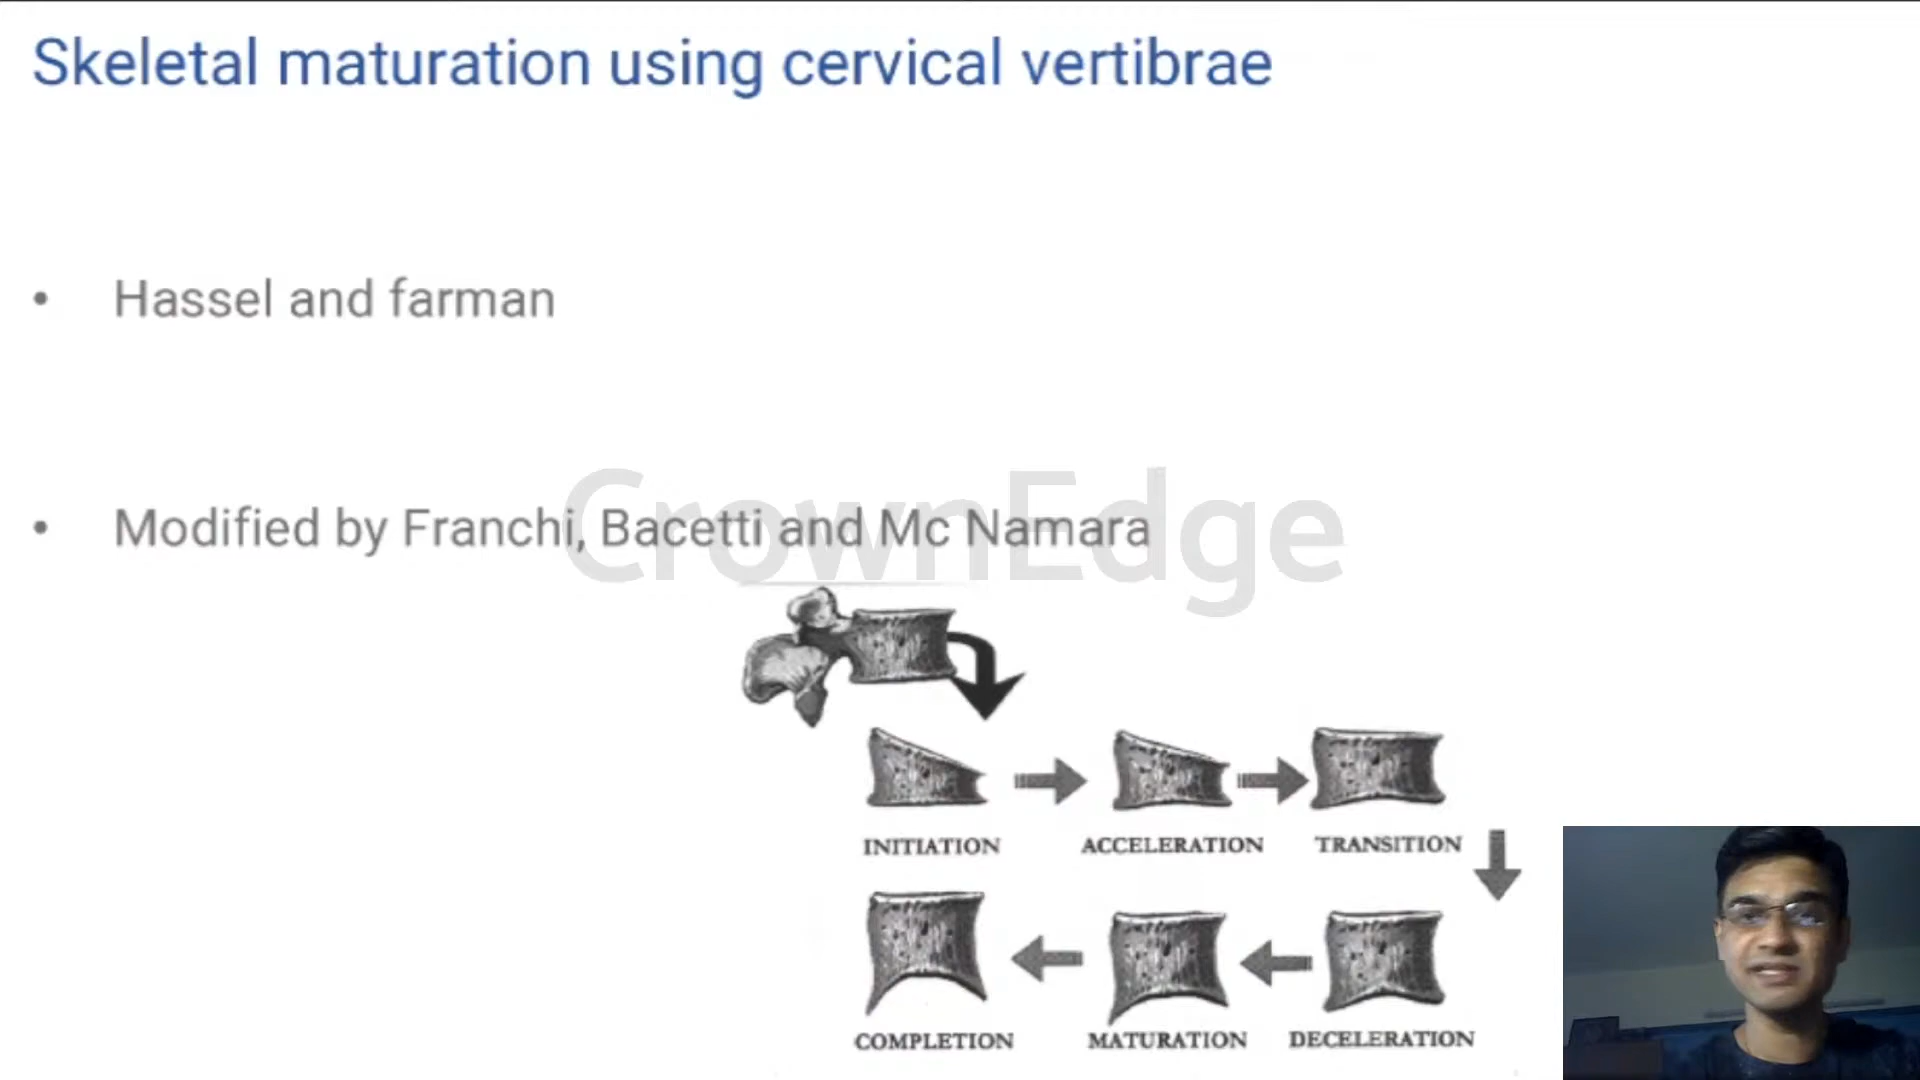 Skeletal maturation using cervical vertibrae
• Hassel and farman
• Modified by Franchi, Bacetti and Mc Namara
CrownEdge
INITIATION ACCELERATION TRANSITION
COMPLETION MATURATION DECELERATION